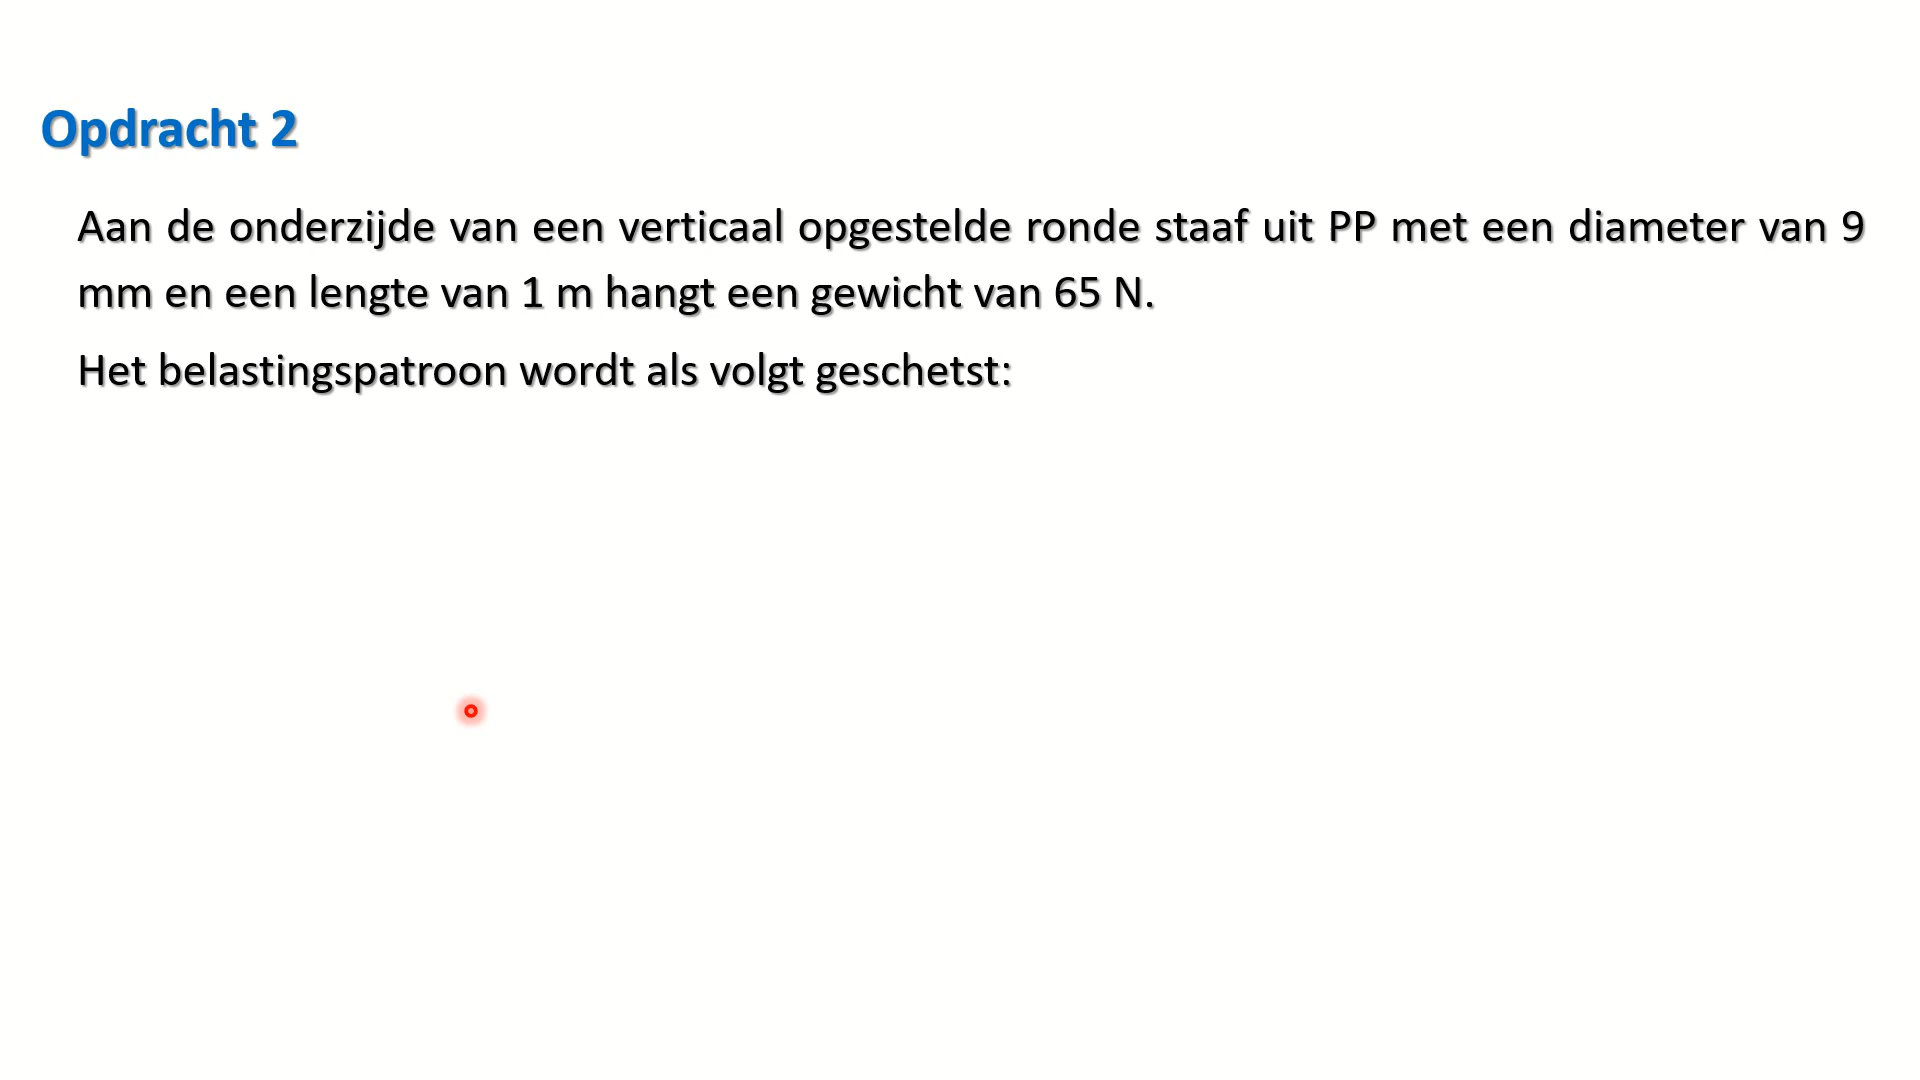 Opdracht 2
Aan de onderzijde van een verticaal opgestelde ronde staaf uit PP met een diameter van 9
mm en een lengte van 1 m hangt een gewicht van 65 N.
Het belastingspatroon wordt als volgt geschetst: